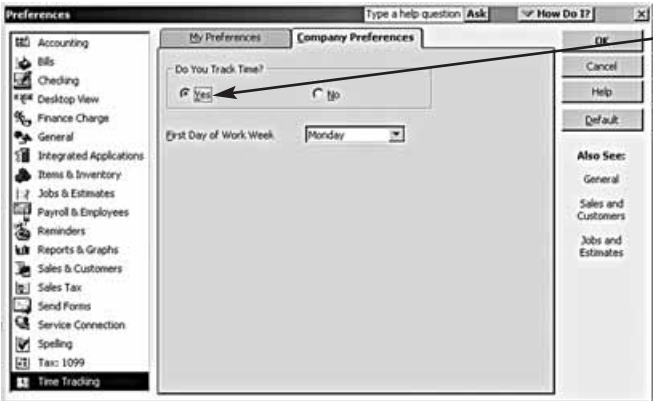 Preferences
Type a help question Ask
How Do I?
Accounting
Bills
Checking
Desktop View
Finance Charge
General
Integrated Applications
Items & Inventory
Jobs & Estimates
Payroll & Employees
Reminders
Reports & Graphs
Sales & Customers
Sales Tax
Send Forms
Service Connection
Spelling
Tax: 1099
Time Tracking
My Preferences
Company Preferences
Do You Track Time?
Yes
No
First Day of Work Week
Monday
OK
Cancel
Help
Default
Also See:
General
Sales and
Customers
Jobs and
Estimates